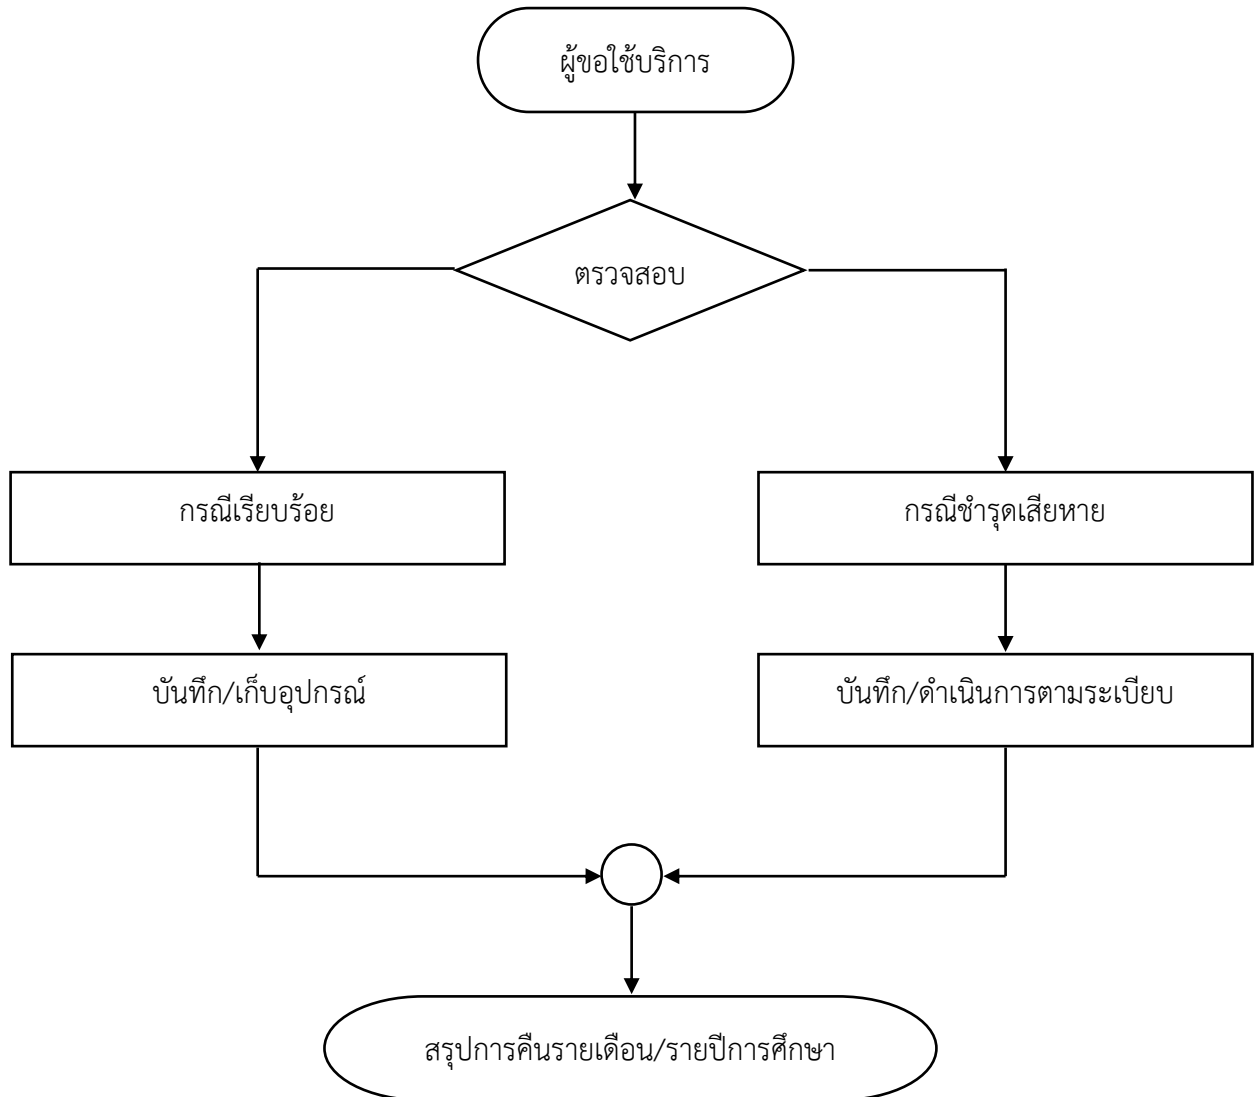 ผู้ขอใช้บริการ
ตรวจสอบ
กรณีเรียบร้อย
กรณีชำรุดเสียหาย
บันทึก/เก็บอุปกรณ์
บันทึก/ดำเนินการตามระเบียบ
สรุปการคืนรายเดือน/รายปีการศึกษา